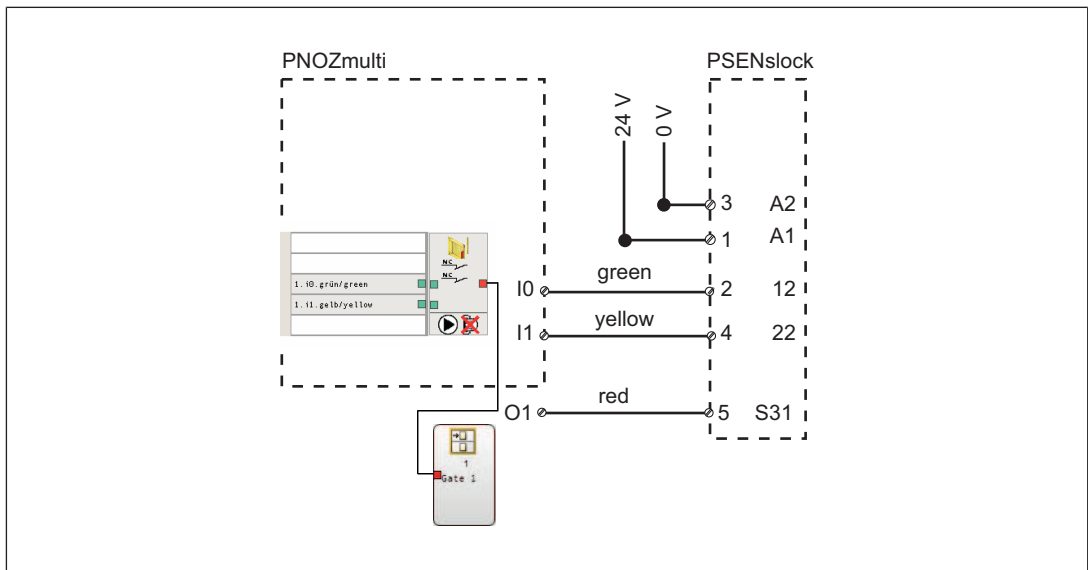 PNOZmulti
PSENslock
24 V
0 V
3 A2
1 A1
NC
NC
1.i0.grün/green
1.i1.gelb/yellow
I0 green 2 12
I1 yellow 4 22
O1 red 5 S31
1
Gate 1